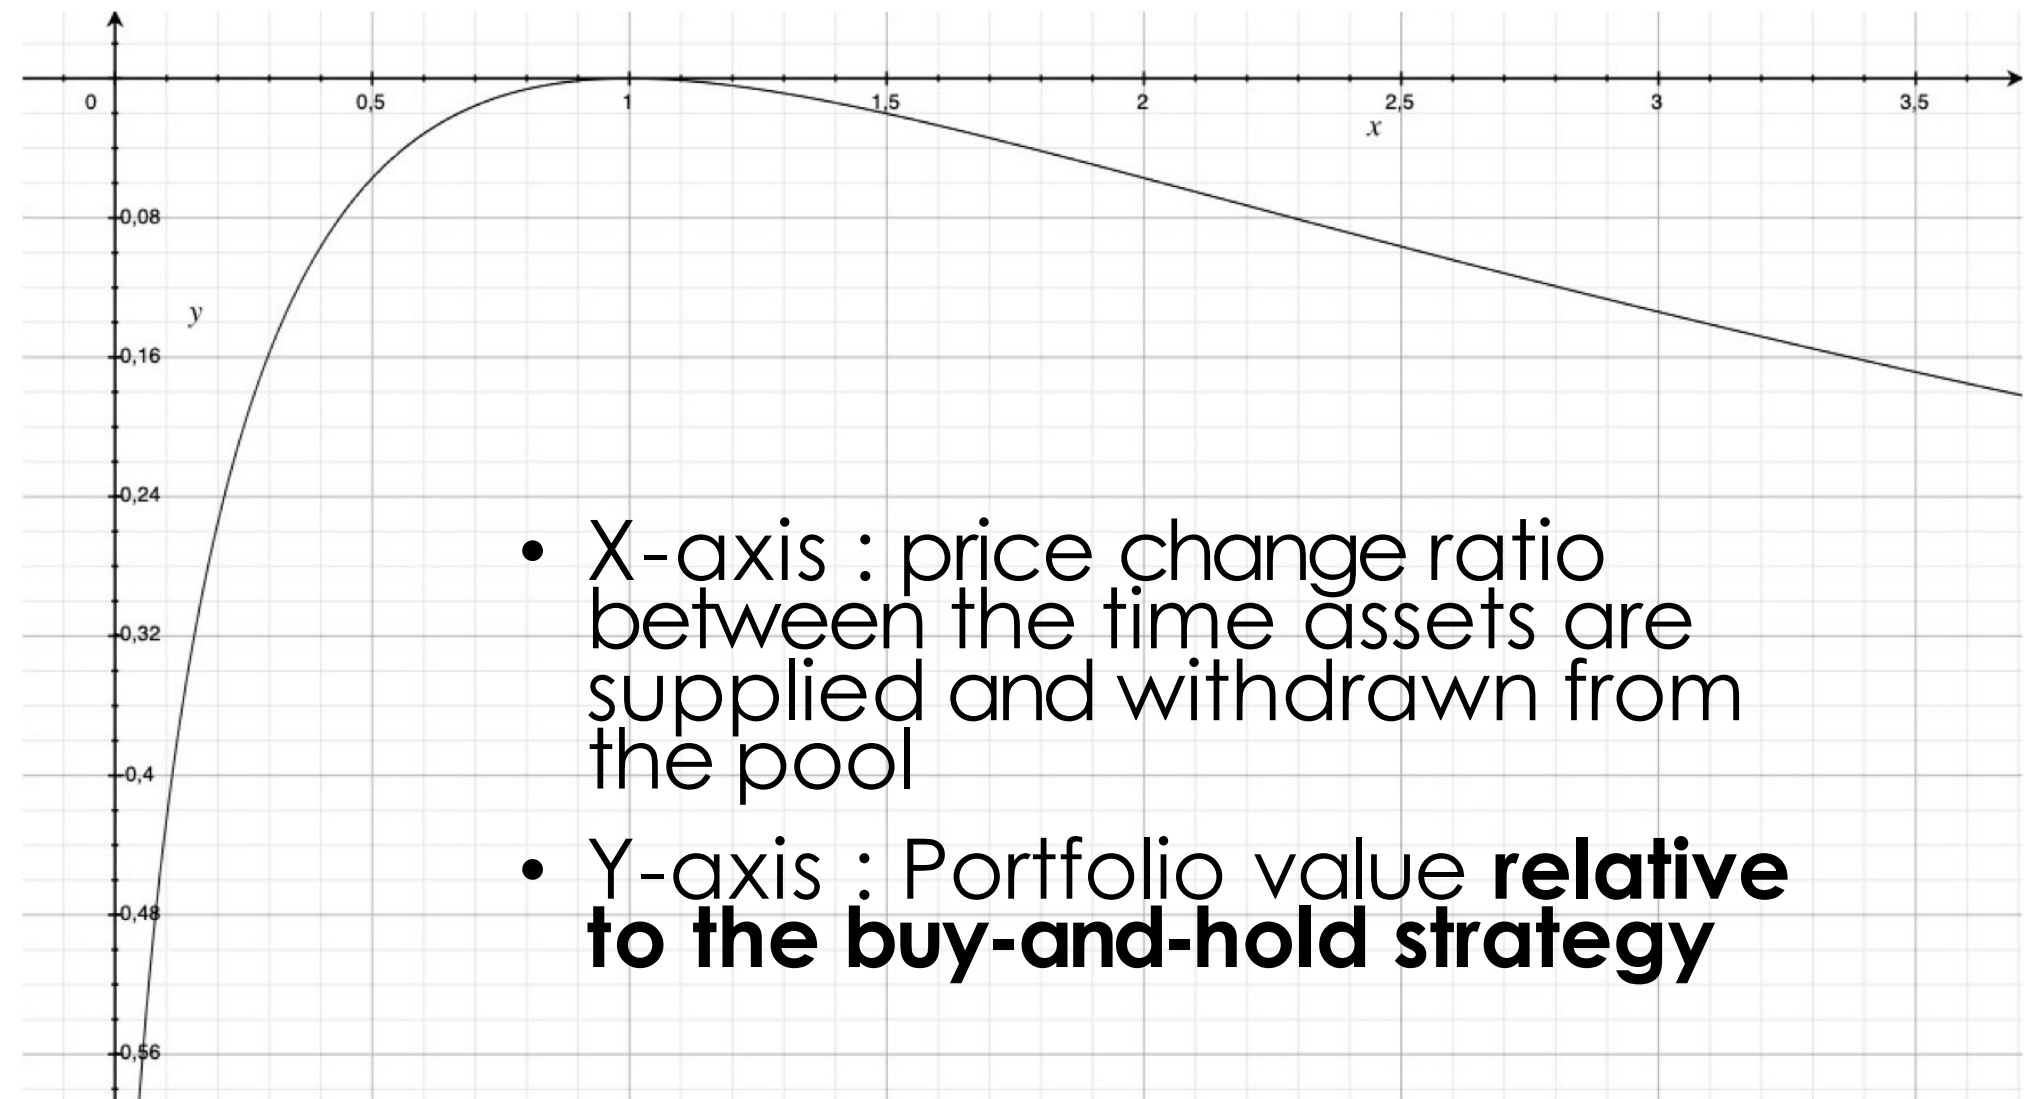 0
0,5
1
1,5
2
2,5
3
3,5
x
-0,08
y
-0,16
-0,24
• X-axis : price change ratio
between the time assets are
-0,32
supplied and withdrawn from
the pool
-0,4
• Y-axis : Portfolio value relative
-0,48
to the buy-and-hold strategy
-0,56